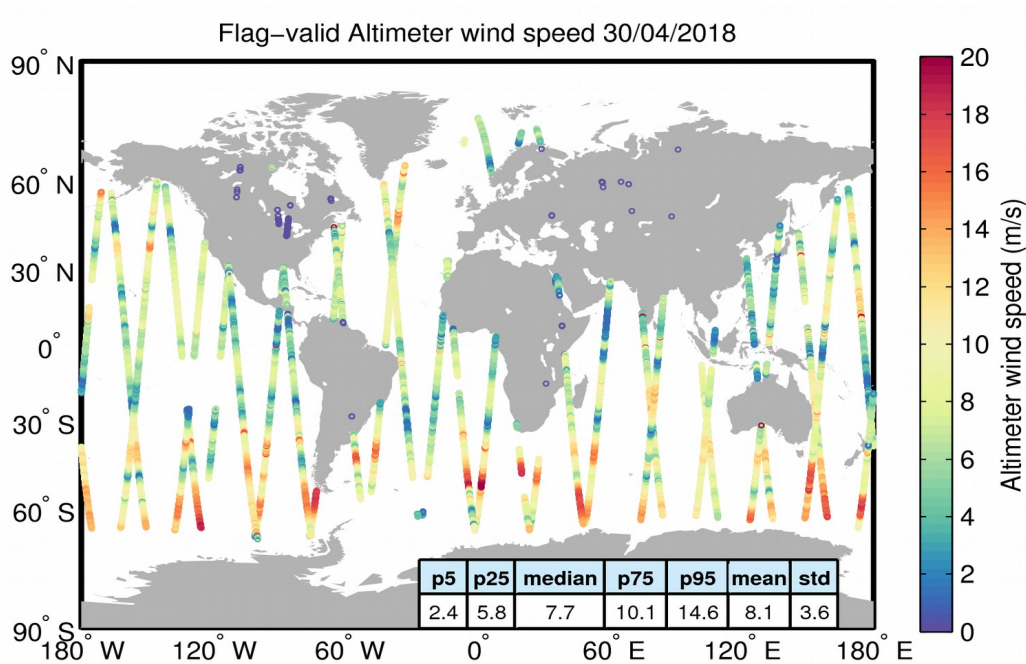 Flag−valid Altimeter wind speed 30/04/2018
90° N
60° N
30° N
0°
30° S
60° S
90° S
180° W
120° W
60° W
0°
60° E
120° E
180° E
p5 p25 median p75 p95 mean std
2.4 5.8 7.7 10.1 14.6 8.1 3.6
20
18
16
14
12
10
8
6
4
2
0
Altimeter wind speed (m/s)